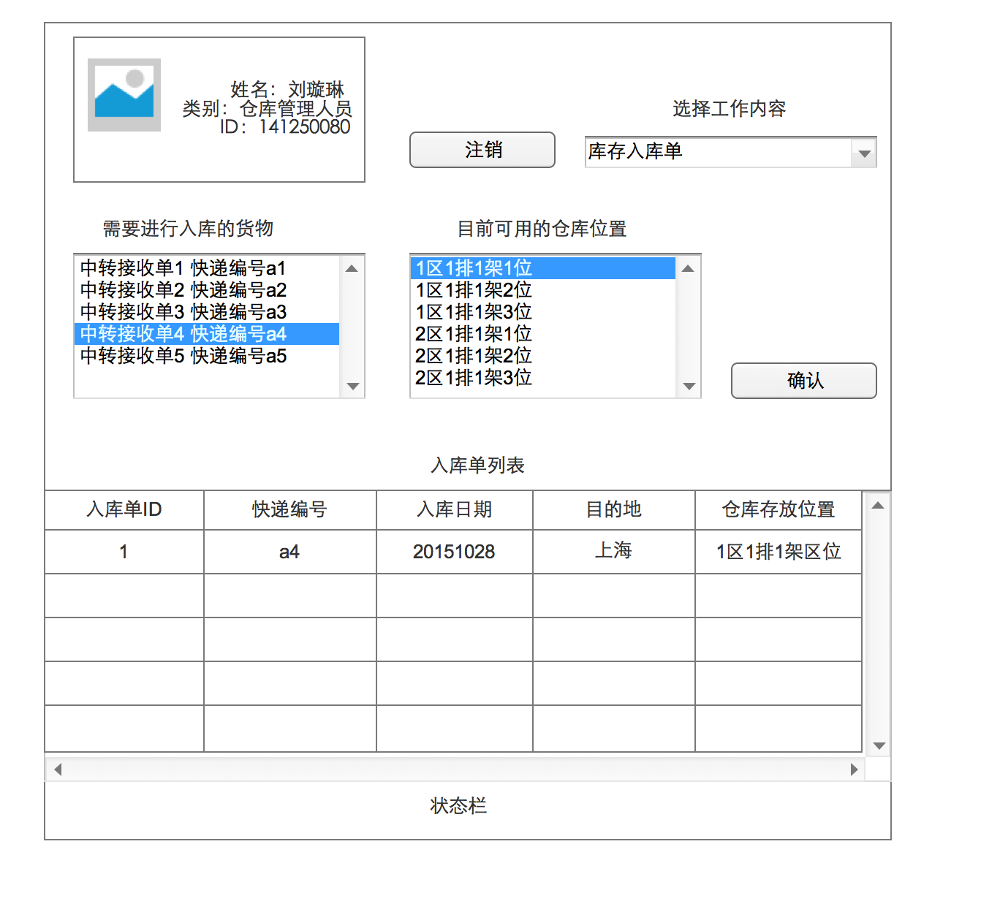 姓名：刘璇琳
类别：仓库管理人员
ID：141250080
选择工作内容
注销
库存入库单
需要进行入库的货物
目前可用的仓库位置
中转接收单1 快递编号a1
中转接收单2 快递编号a2
中转接收单3 快递编号a3
中转接收单4 快递编号a4
中转接收单5 快递编号a5
1区1排1架1位
1区1排1架2位
1区1排1架3位
2区1排1架1位
2区1排1架2位
2区1排1架3位
确认
入库单列表
入库单ID 快递编号 入库日期 目的地 仓库存放位置
1 a4 20151028 上海 1区1排1架区位
状态栏